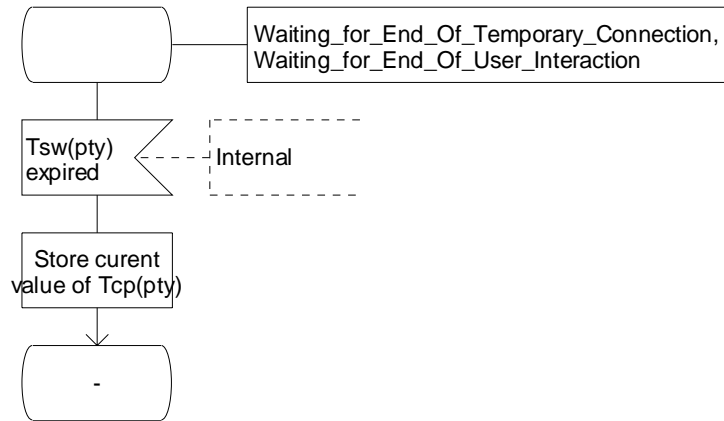 Waiting_for_End_Of_Temporary_Connection,
Waiting_for_End_Of_User_Interaction
Tsw(pty)
expired
Internal
Store curent
value of Tcp(pty)
-